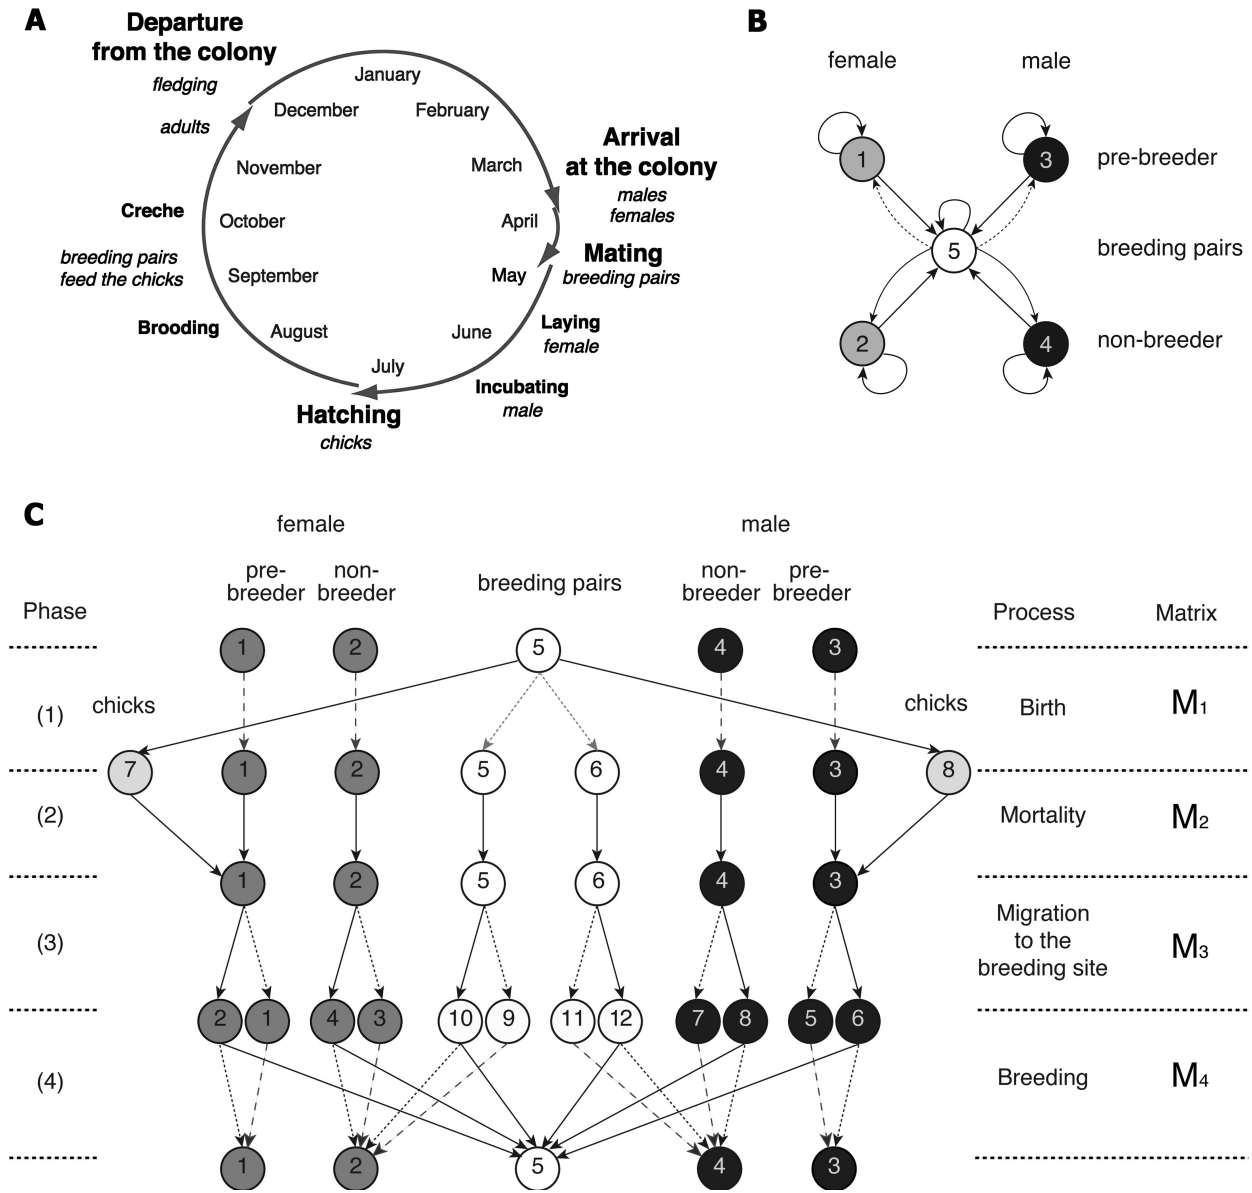 A
Departure
from the colony
fledging
adults
January
December
February
November
March
Arrival
at the colony
males
females
Creche
October
April
Mating
breeding pairs
breeding pairs
feed the chicks
September
May
Brooding
August
June
Laying
female
July
Incubating
male
Hatching
chicks
B
female
male
1
3
pre-breeder
5
breeding pairs
2
4
non-breeder
C
female
male
pre-
breeder
non-
breeder
breeding pairs
non-
breeder
pre-
breeder
Phase
Process
Matrix
1
2
5
4
3
(1)
chicks
chicks
Birth
M1
7
1
2
5
6
4
3
8
(2)
Mortality
M2
1
2
5
6
4
3
(3)
Migration
to the
breeding site
M3
2
1
4
3
10
9
11
12
7
8
5
6
(4)
Breeding
M4
1
2
5
4
3